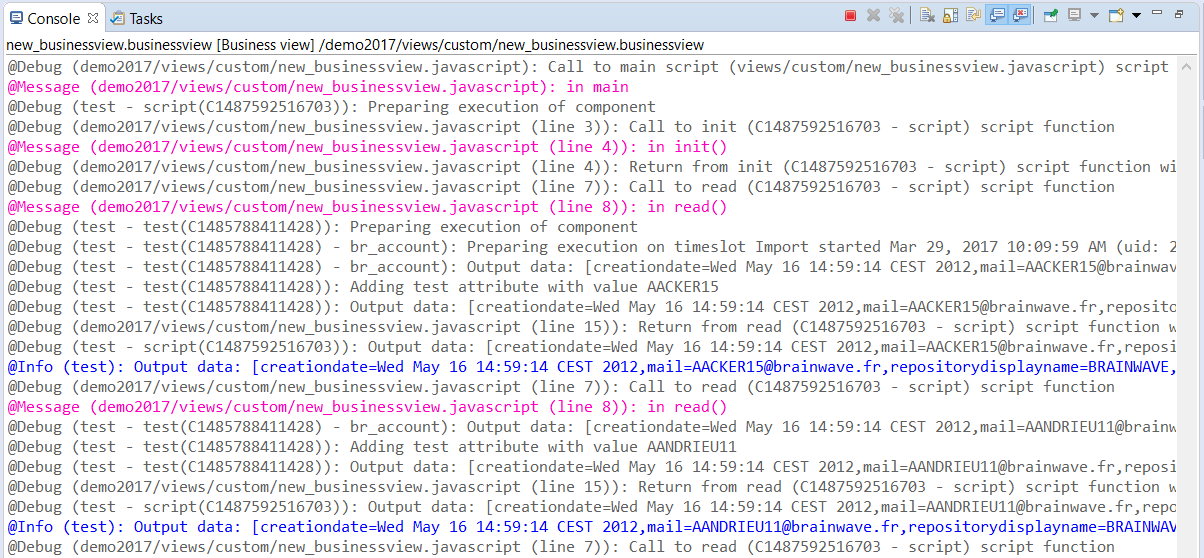 Console Tasks
new_businessview.businessview [Business view] /demo2017/views/custom/new_businessview.businessview
@Debug (demo2017/views/custom/new_businessview.javascript): Call to main script (views/custom/new_businessview.javascript) script
@Message (demo2017/views/custom/new_businessview.javascript): in main
@Debug (test - script(C1487592516703)): Preparing execution of component
@Debug (demo2017/views/custom/new_businessview.javascript (line 3)): Call to init (C1487592516703 - script) script function
@Message (demo2017/views/custom/new_businessview.javascript (line 4)): in init()
@Debug (demo2017/views/custom/new_businessview.javascript (line 4)): Return from init (C1487592516703 - script) script function wi
@Debug (demo2017/views/custom/new_businessview.javascript (line 7)): Call to read (C1487592516703 - script) script function
@Message (demo2017/views/custom/new_businessview.javascript (line 8)): in read()
@Debug (test - test(C1485788411428)): Preparing execution of component
@Debug (test - test(C1485788411428) - br_account): Preparing execution on timeslot Import started Mar 29, 2017 10:09:59 AM (uid: 2
@Debug (test - test(C1485788411428) - br_account): Output data: [creationdate=Wed May 16 14:59:14 CEST 2012,mail=AACKER15@brainwav
@Debug (test - test(C1485788411428)): Adding test attribute with value AACKER15
@Debug (test - test(C1485788411428)): Output data: [creationdate=Wed May 16 14:59:14 CEST 2012,mail=AACKER15@brainwave.fr,reposito
@Debug (demo2017/views/custom/new_businessview.javascript (line 15)): Return from read (C1487592516703 - script) script function w
@Debug (test - script(C1487592516703)): Output data: [creationdate=Wed May 16 14:59:14 CEST 2012,mail=AACKER15@brainwave.fr,reposi
@Info (test): Output data: [creationdate=Wed May 16 14:59:14 CEST 2012,mail=AACKER15@brainwave.fr,repositorydisplayname=BRAINWAVE,
@Debug (demo2017/views/custom/new_businessview.javascript (line 7)): Call to read (C1487592516703 - script) script function
@Message (demo2017/views/custom/new_businessview.javascript (line 8)): in read()
@Debug (test - test(C1485788411428) - br_account): Output data: [creationdate=Wed May 16 14:59:14 CEST 2012,mail=AANDRIEU11@brainw
@Debug (test - test(C1485788411428)): Adding test attribute with value AANDRIEU11
@Debug (test - test(C1485788411428)): Output data: [creationdate=Wed May 16 14:59:14 CEST 2012,mail=AANDRIEU11@brainwave.fr,reposi
@Debug (demo2017/views/custom/new_businessview.javascript (line 15)): Return from read (C1487592516703 - script) script function w
@Debug (test - script(C1487592516703)): Output data: [creationdate=Wed May 16 14:59:14 CEST 2012,mail=AANDRIEU11@brainwave.fr,repo
@Info (test): Output data: [creationdate=Wed May 16 14:59:14 CEST 2012,mail=AANDRIEU11@brainwave.fr,repositorydisplayname=BRAINWAV
@Debug (demo2017/views/custom/new_businessview.javascript (line 7)): Call to read (C1487592516703 - script) script function